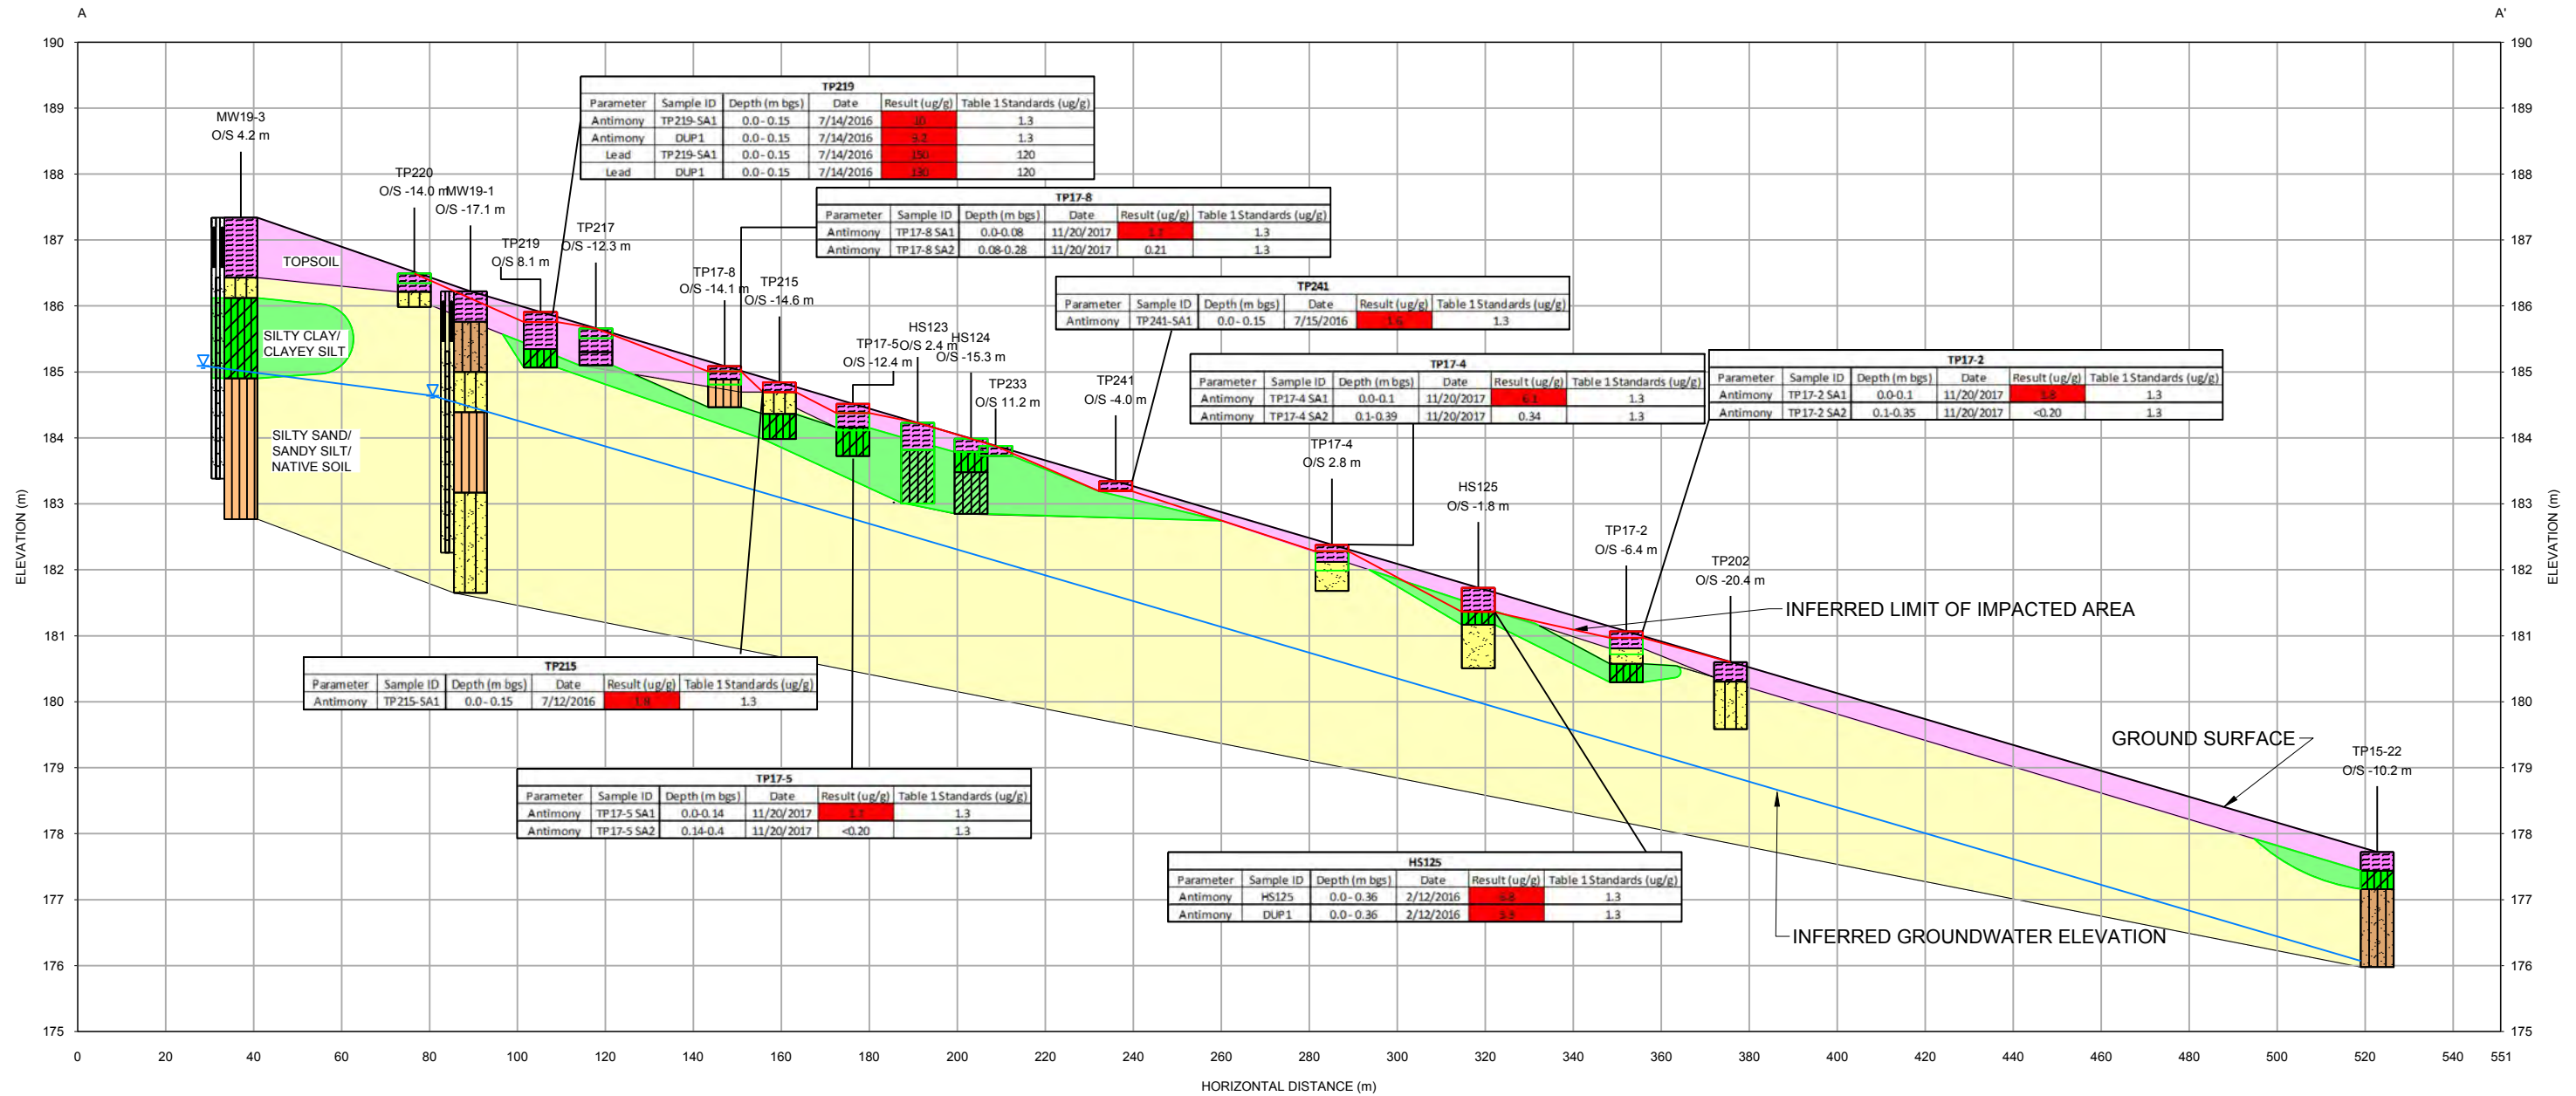 A
A'
190
189
188
187
186
185
184
183
182
181
180
179
178
177
176
175
ELEVATION (m)
190
189
188
187
186
185
184
183
182
181
180
179
178
177
176
175
ELEVATION (m)
0 20 40 60 80 100 120 140 160 180 200 220 240 260 280 300 320 340 360 380 400 420 440 460 480 500 520 540 551
HORIZONTAL DISTANCE (m)
MW19-3
O/S 4.2 m
TP220
O/S -14.0 m
MW19-1
O/S -17.1 m
TP219
O/S 8.1 m
TP217
O/S -12.3 m
TP17-8
O/S -14.1 m
TP215
O/S -14.6 m
TP17-5
O/S -12.4 m
HS123
O/S 2.4 m
HS124
O/S -15.3 m
TP233
O/S 11.2 m
TP241
O/S -4.0 m
TP17-4
O/S 2.8 m
HS125
O/S -1.8 m
TP17-2
O/S -6.4 m
TP202
O/S -20.4 m
TP15-22
O/S -10.2 m
TOPSOIL
SILTY CLAY/
CLAYEY SILT
SILTY SAND/
SANDY SILT/
NATIVE SOIL
INFERRED LIMIT OF IMPACTED AREA
GROUND SURFACE
INFERRED GROUNDWATER ELEVATION
TP219
Parameter Sample ID Depth (m bgs) Date Result (ug/g) Table 1 Standards (ug/g)
Antimony TP219-SA1 0.0 - 0.15 7/14/2016 10 1.3
Antimony DUP1 0.0 - 0.15 7/14/2016 1.3
Lead TP219-SA1 0.0 - 0.15 7/14/2016 150 120
Lead DUP1 0.0 - 0.15 7/14/2016 130 120
TP17-8
Parameter Sample ID Depth (m bgs) Date Result (ug/g) Table 1 Standards (ug/g)
Antimony TP17-8 SA1 0.0-0.08 11/20/2017 1.3
Antimony TP17-8 SA2 0.08-0.28 11/20/2017 0.21 1.3
TP241
Parameter Sample ID Depth (m bgs) Date Result (ug/g) Table 1 Standards (ug/g)
Antimony TP241-SA1 0.0 - 0.15 7/15/2016 1.6 1.3
TP17-4
Parameter Sample ID Depth (m bgs) Date Result (ug/g) Table 1 Standards (ug/g)
Antimony TP17-4 SA1 0.0-0.1 11/20/2017 6.1 1.3
Antimony TP17-4 SA2 0.1-0.39 11/20/2017 0.34 1.3
TP17-2
Parameter Sample ID Depth (m bgs) Date Result (ug/g) Table 1 Standards (ug/g)
Antimony TP17-2 SA1 0.0-0.1 11/20/2017 1.3
Antimony TP17-2 SA2 0.1-0.35 11/20/2017 <0.20 1.3
TP215
Parameter Sample ID Depth (m bgs) Date Result (ug/g) Table 1 Standards (ug/g)
Antimony TP215-SA1 0.0 - 0.15 7/12/2016 1.3
TP17-5
Parameter Sample ID Depth (m bgs) Date Result (ug/g) Table 1 Standards (ug/g)
Antimony TP17-5 SA1 0.0-0.14 11/20/2017 1.3
Antimony TP17-5 SA2 0.14-0.4 11/20/2017 <0.20 1.3
HS125
Parameter Sample ID Depth (m bgs) Date Result (ug/g) Table 1 Standards (ug/g)
Antimony HS125 0.0 - 0.36 2/12/2016 1.3
Antimony DUP1 0.0 - 0.36 2/12/2016 1.3